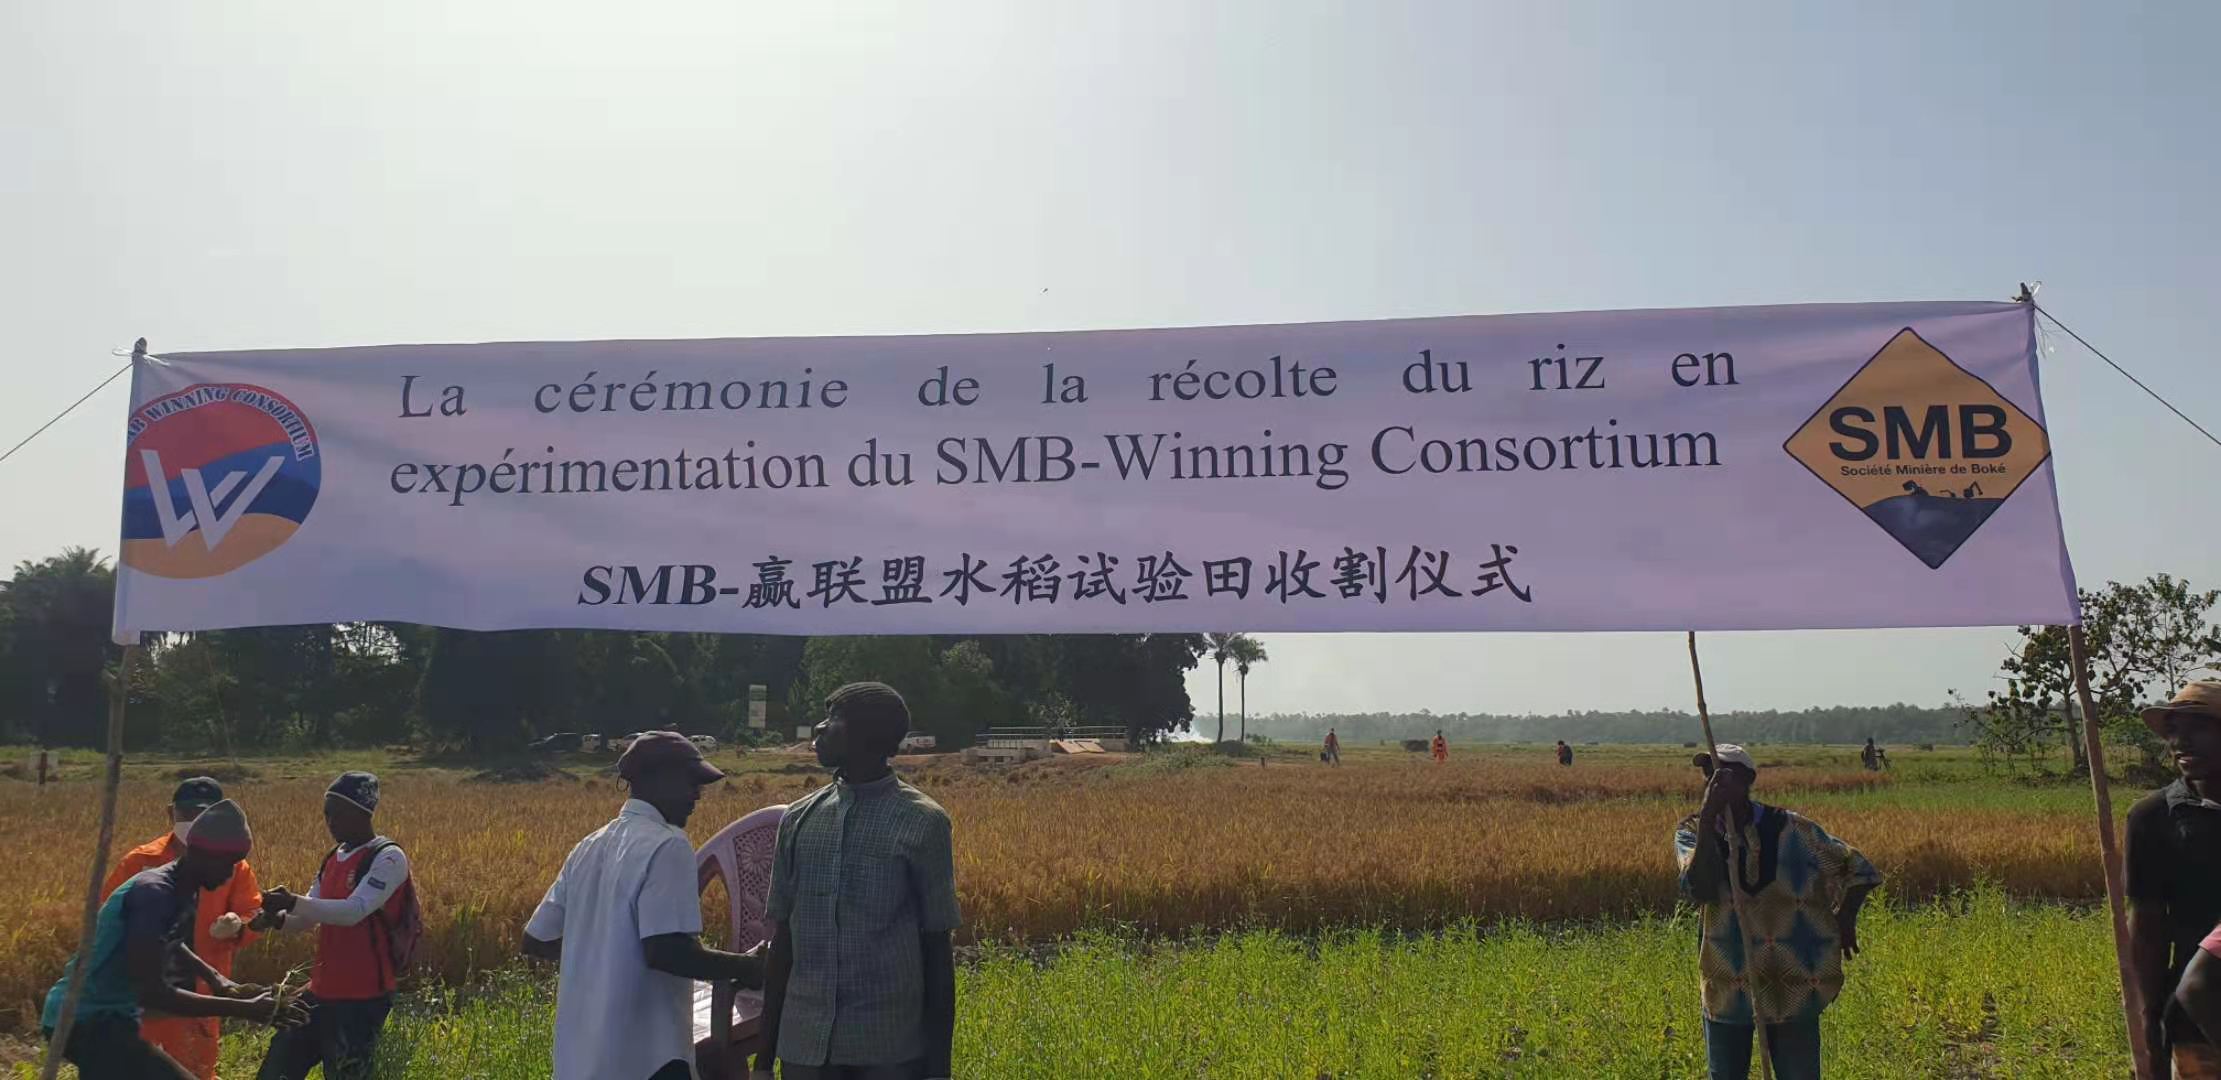 SMB WINNING CONSORTIUM
La cérémonie de la récolte du riz en
expérimentation du SMB-Winning Consortium
SMB-赢联盟水稻试验田收割仪式
SMB
Société Minière de Boké